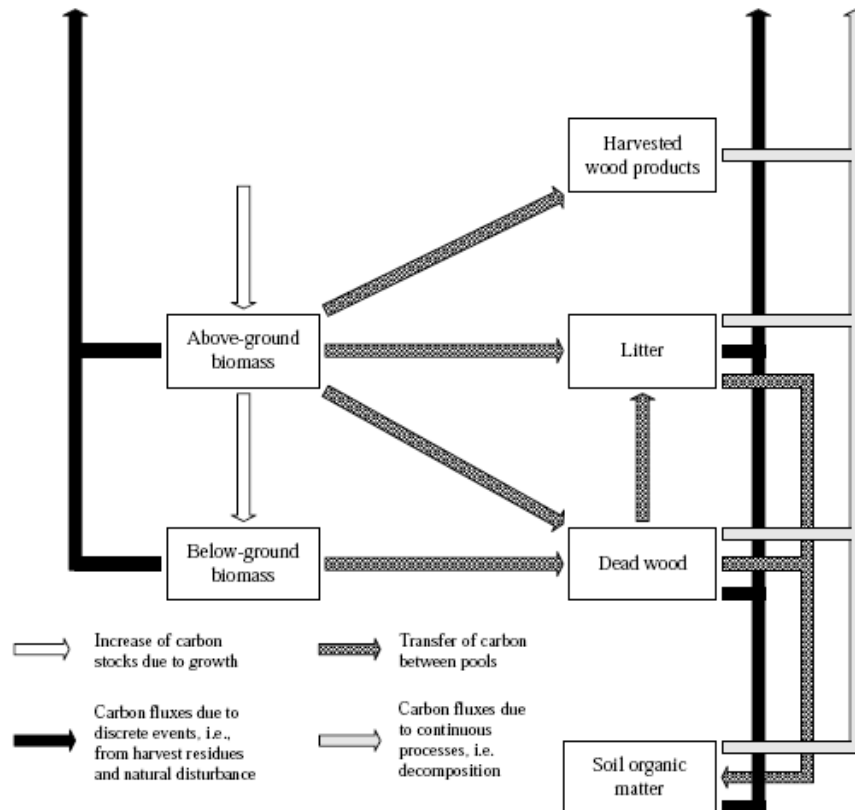 Harvested
wood products
Above-ground
biomass
Litter
Below-ground
biomass
Dead wood
Increase of carbon
stocks due to growth
Transfer of carbon
between pools
Carbon fluxes due to
discrete events, i.e.,
from harvest residues
and natural disturbance
Carbon fluxes due
to continuous
processes, i.e.
decomposition
Soil organic
matter